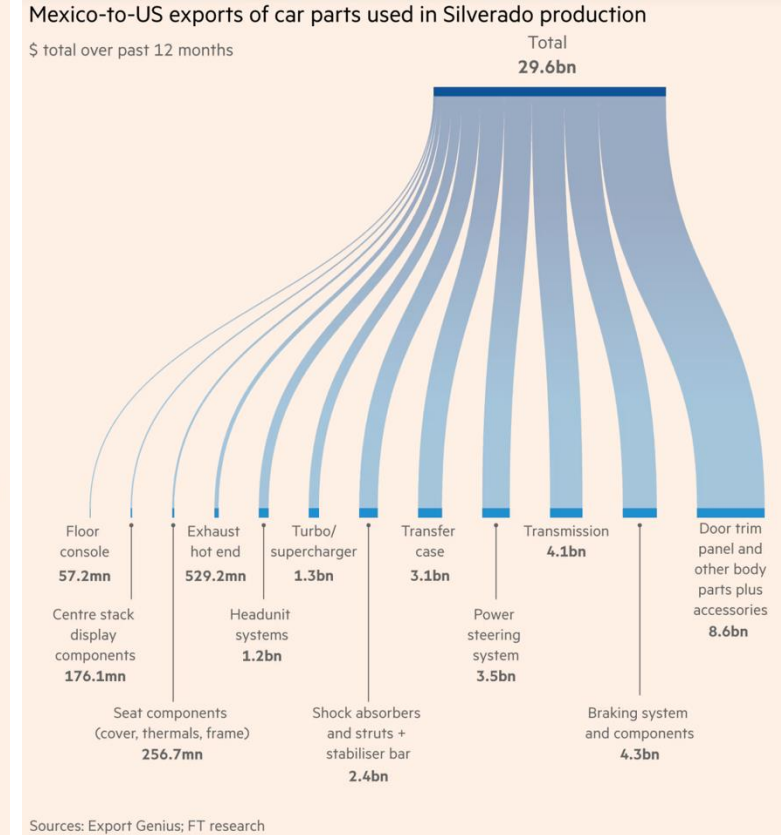 Mexico-to-US exports of car parts used in Silverado production
$ total over past 12 months
Total
29.6bn
Floor
console
57.2mn
Centre stack
display
components
176.1mn
Seat components
(cover, thermals, frame)
256.7mn
Exhaust
hot end
529.2mn
Headunit
systems
1.2bn
Turbo/
supercharger
1.3bn
Shock absorbers
and struts +
stabiliser bar
2.4bn
Transfer
case
3.1bn
Power
steering
system
3.5bn
Transmission
4.1bn
Braking system
and components
4.3bn
Door trim
panel and
other body
parts plus
accessories
8.6bn
Sources: Export Genius; FT research